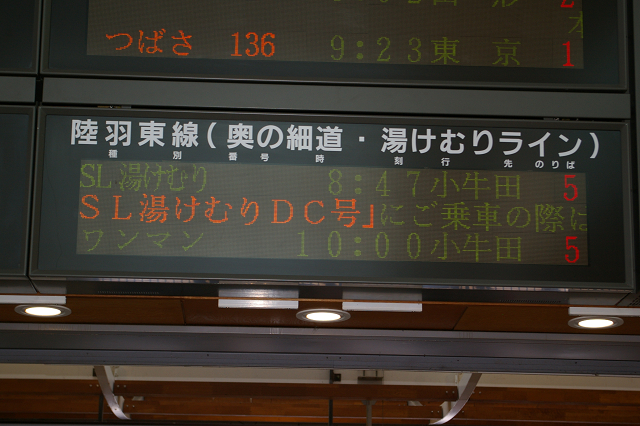 つばさ 136 9:23 東京 1
陸羽東線(奥の細道・湯けむりライン)
種別 番号 時刻 行先 のりば
SL湯けむり 8:47 小牛田 5
SL湯けむりDC号」にご乗車の際に
ワンマン 10:00 小牛田 5